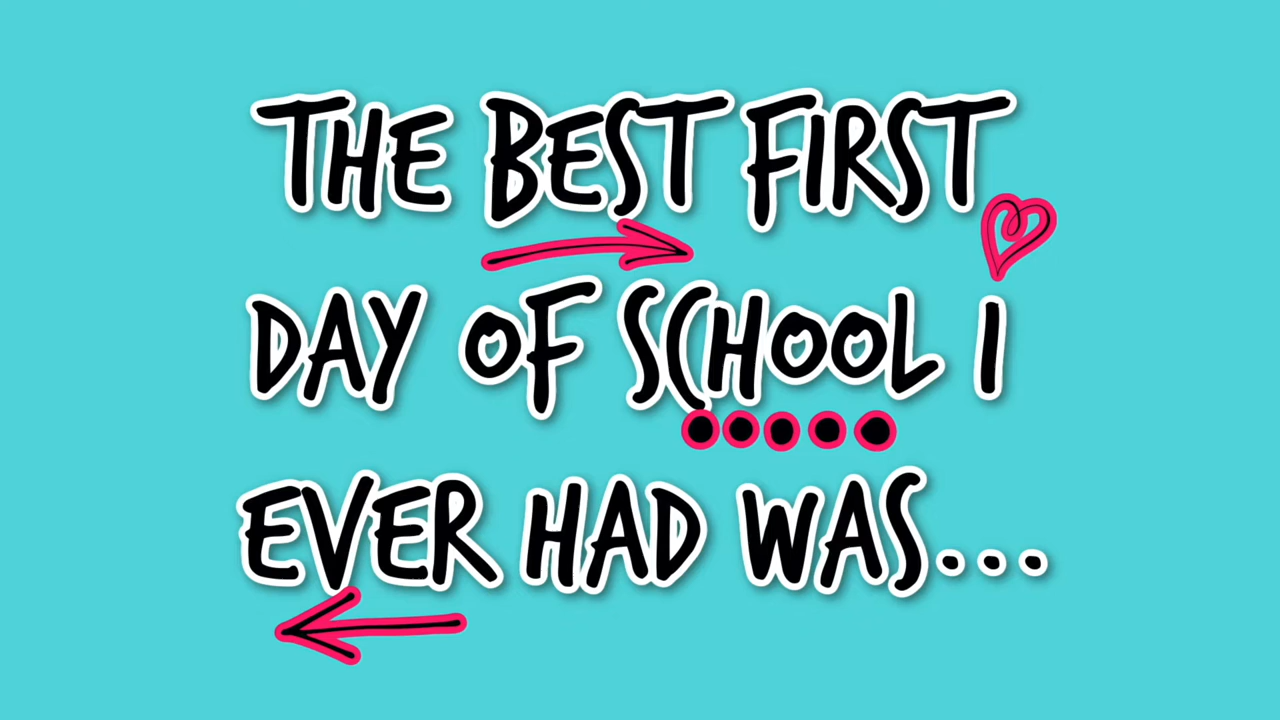 THE BEST FIRST
DAY OF SCHOOL I
EVER HAD WAS...